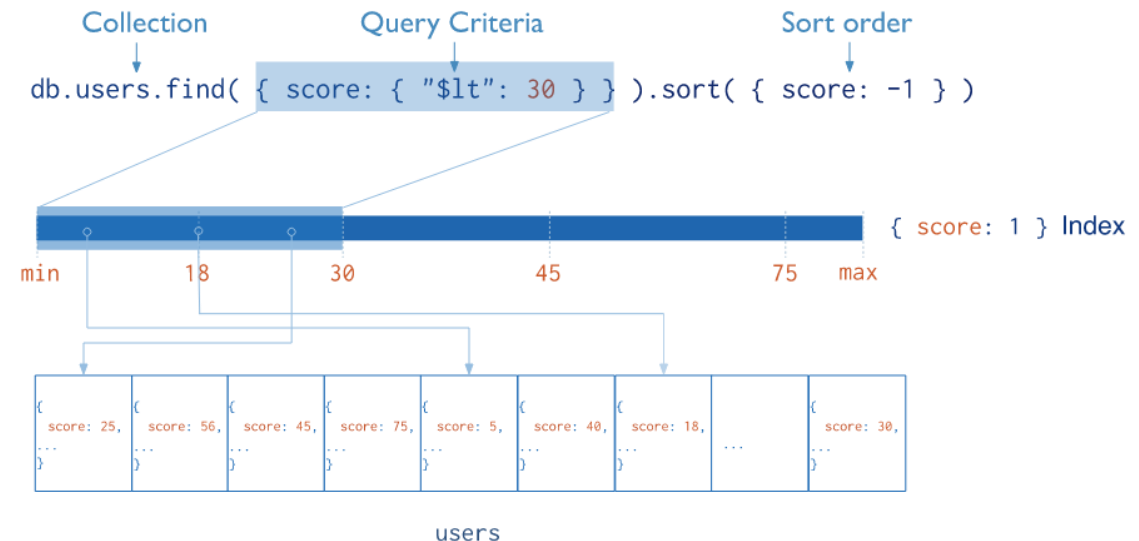 Collection Query Criteria Sort order
db.users.find( { score: { "$lt": 30 } } ).sort( { score: -1 } )
{ score: 1 } Index
min 18 30 45 75 max
{ { { { { { { {
score: 25, score: 56, score: 45, score: 75, score: 5, score: 40, score: 18, score: 30,
... ... ... ... ... ... ... ... ...
} } } } } } } }
users